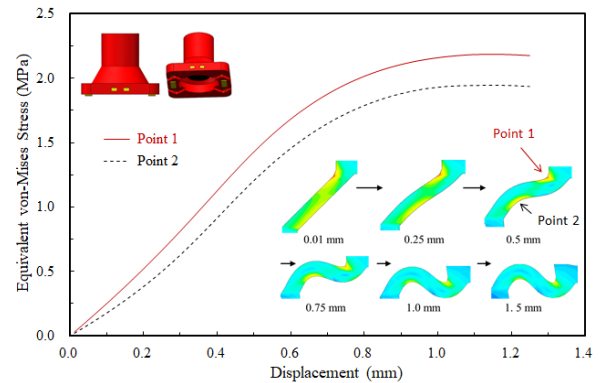 Equivalent von-Mises Stress (MPa)
2.5
2.0
1.5
1.0
0.5
0.0
Point 1
Point 2
Point 1
Point 2
0.01 mm
0.25 mm
0.5 mm
0.75 mm
1.0 mm
1.5 mm
0.0
0.2
0.4
0.6
0.8
1.0
1.2
1.4
Displacement (mm)